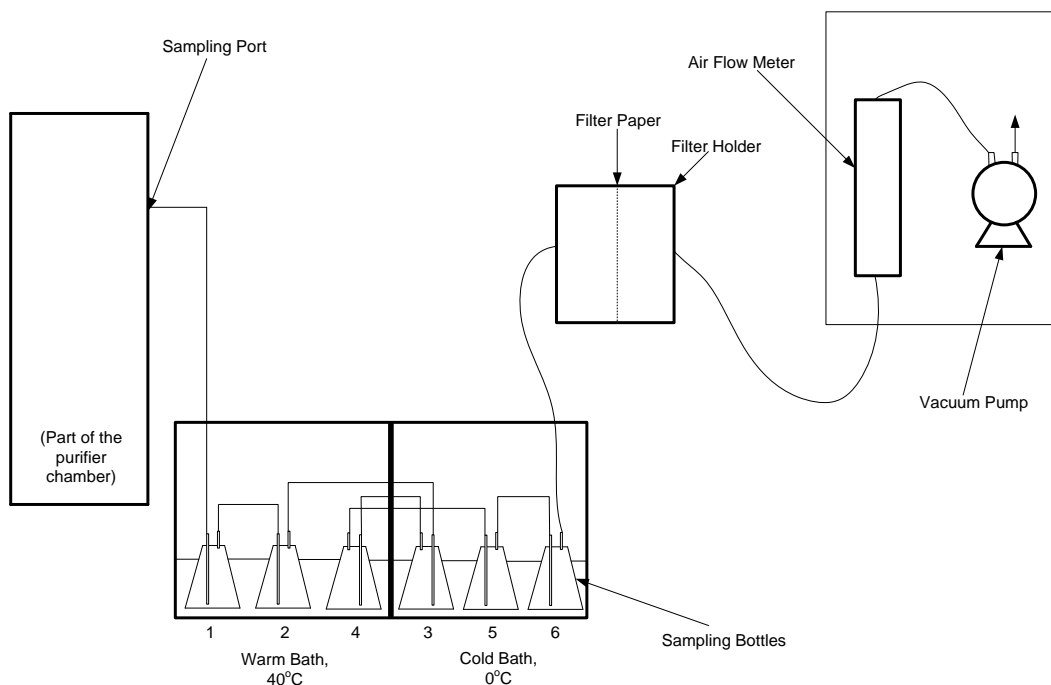 Sampling Port
Air Flow Meter
Filter Paper
Filter Holder
Vacuum Pump
(Part of the
purifier
chamber)
Sampling Bottles
1 2 4 3 5 6
Warm Bath,
40°C
Cold Bath,
0°C